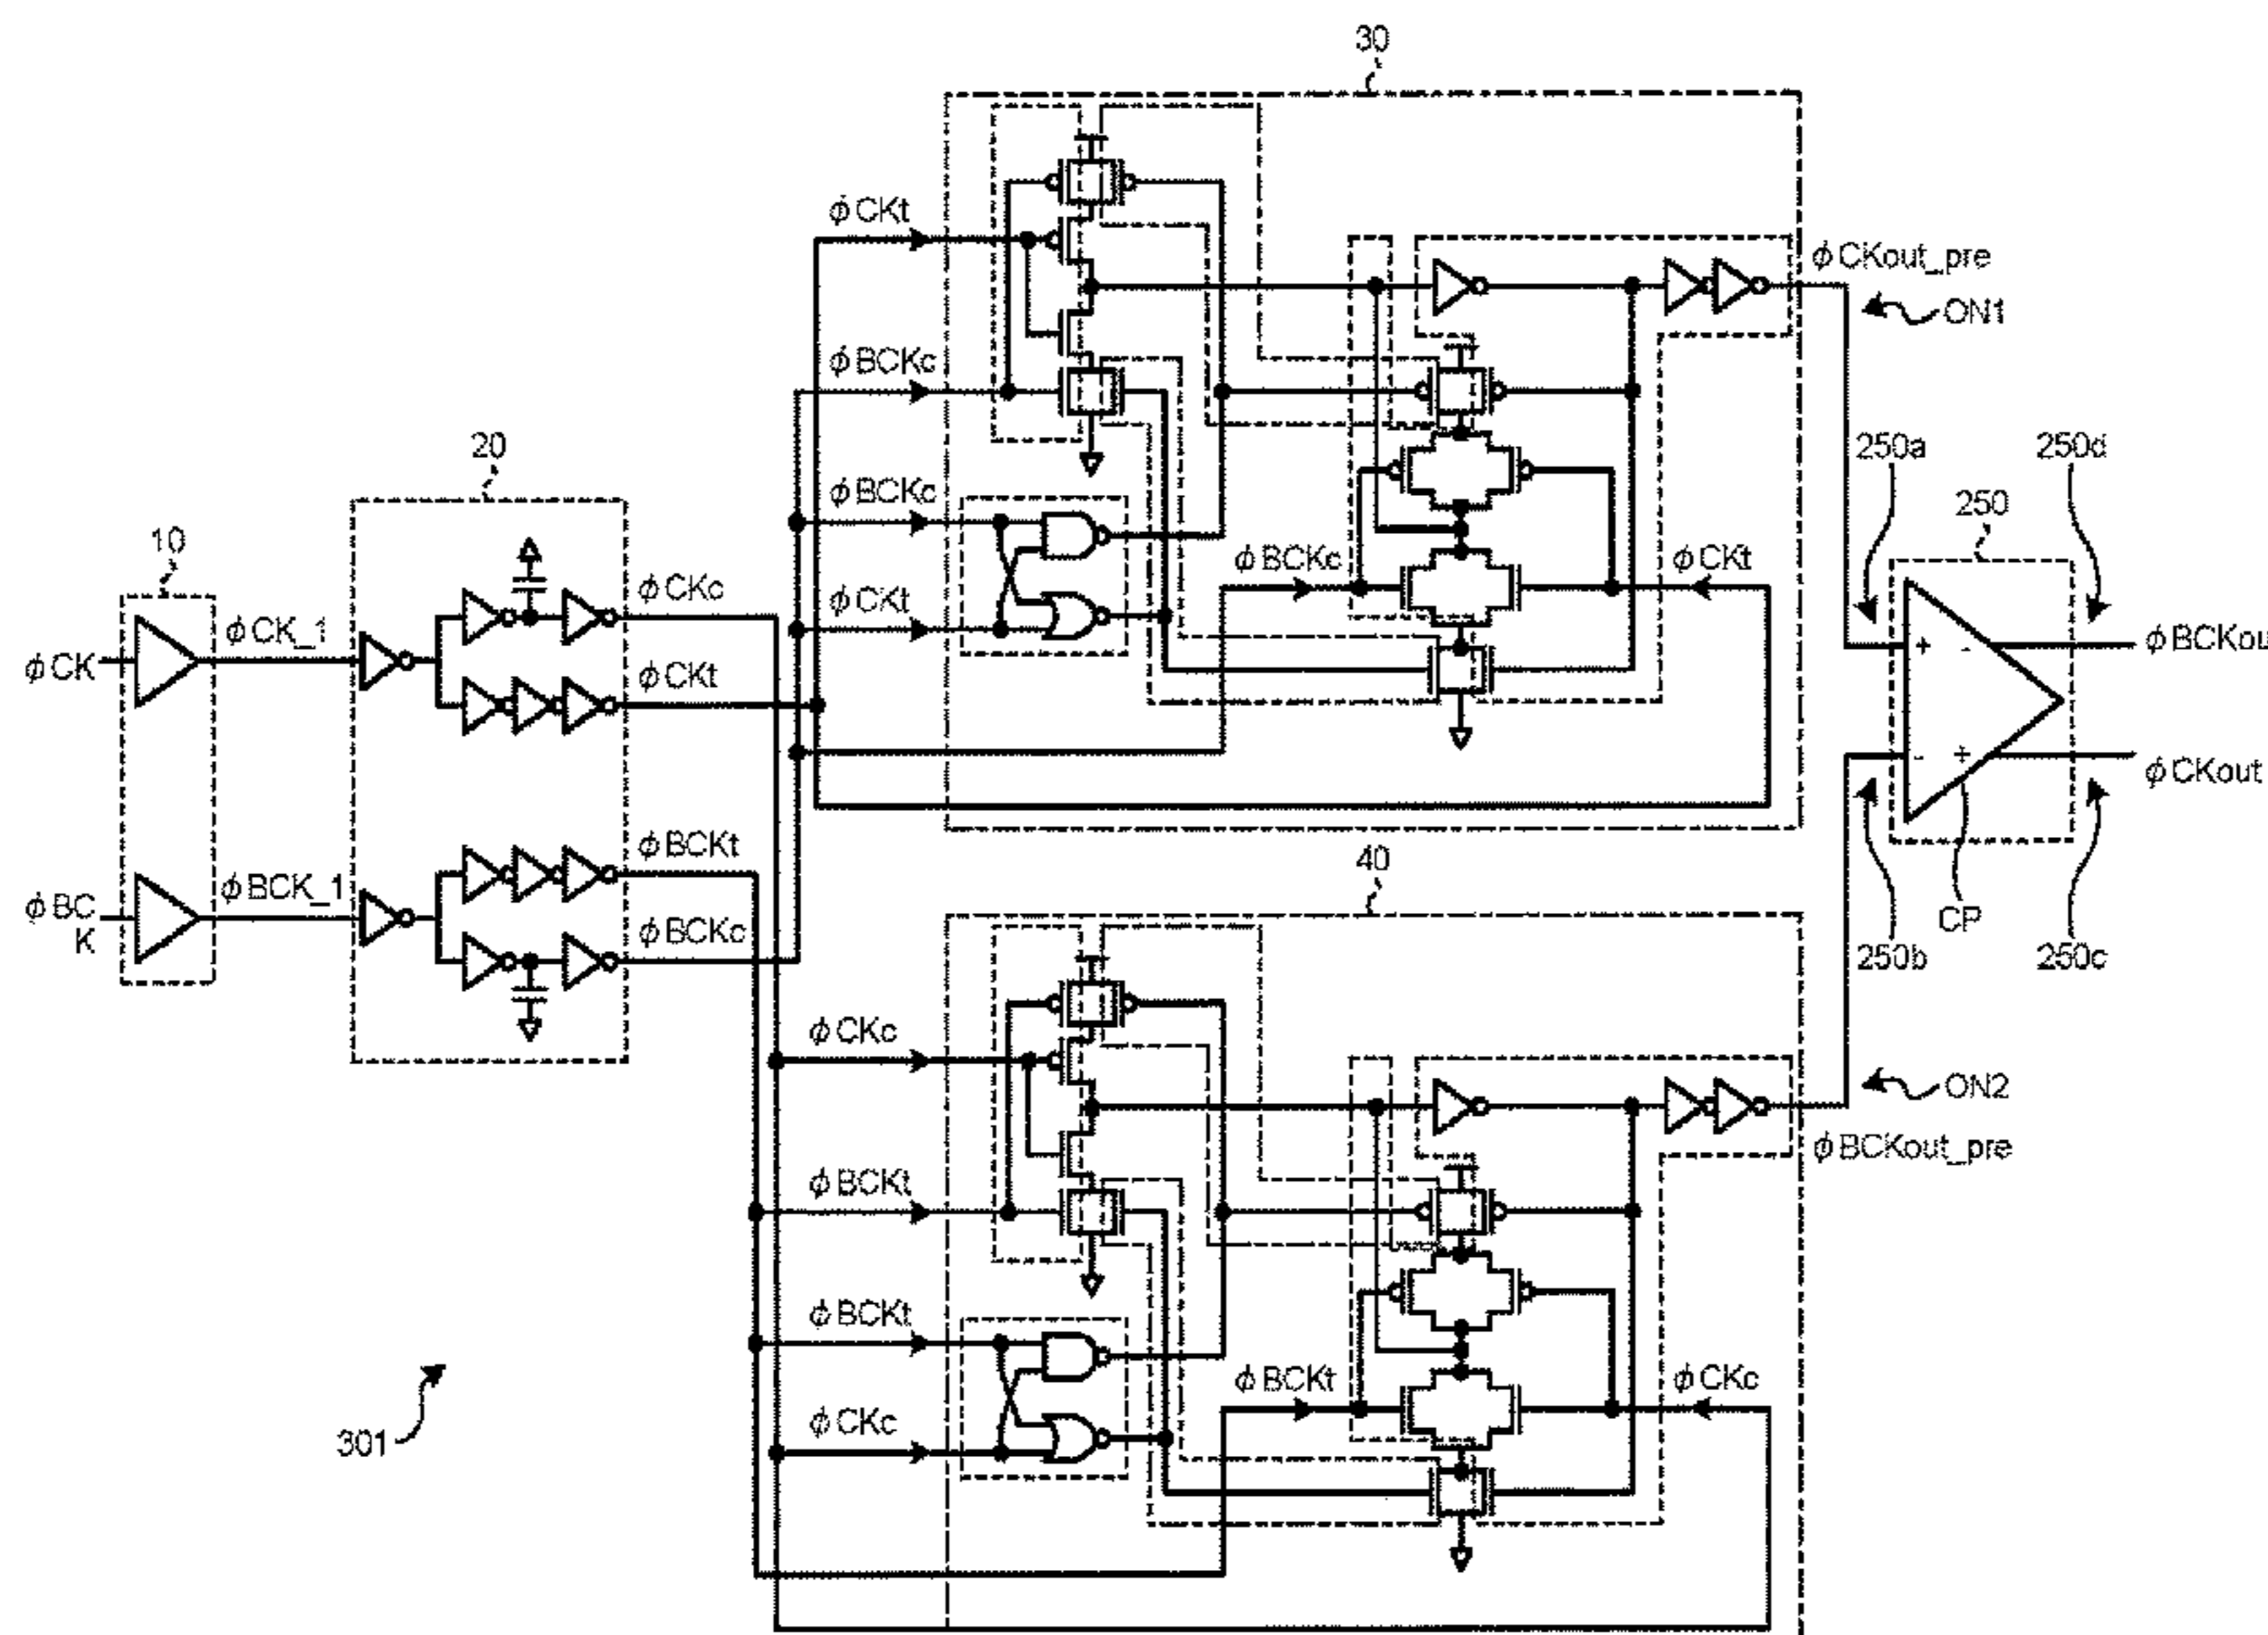 30
φCKt
φCKout_pre
ON1
φBCKc
20
250a
250d
φBCKc
250
10
φBCKc
φCKt
φCKc
φCKt
φCK_1
φCK
+
-
φBCKou
φCKt
-
+
φCKout
φBCKt
40
φBCK_1
φBC
K
φBCKc
CP
250b
250c
φCKc
ON2
φBCKout_pre
φBCKt
φBCKt
φBCKt
φCKc
φCKc
301